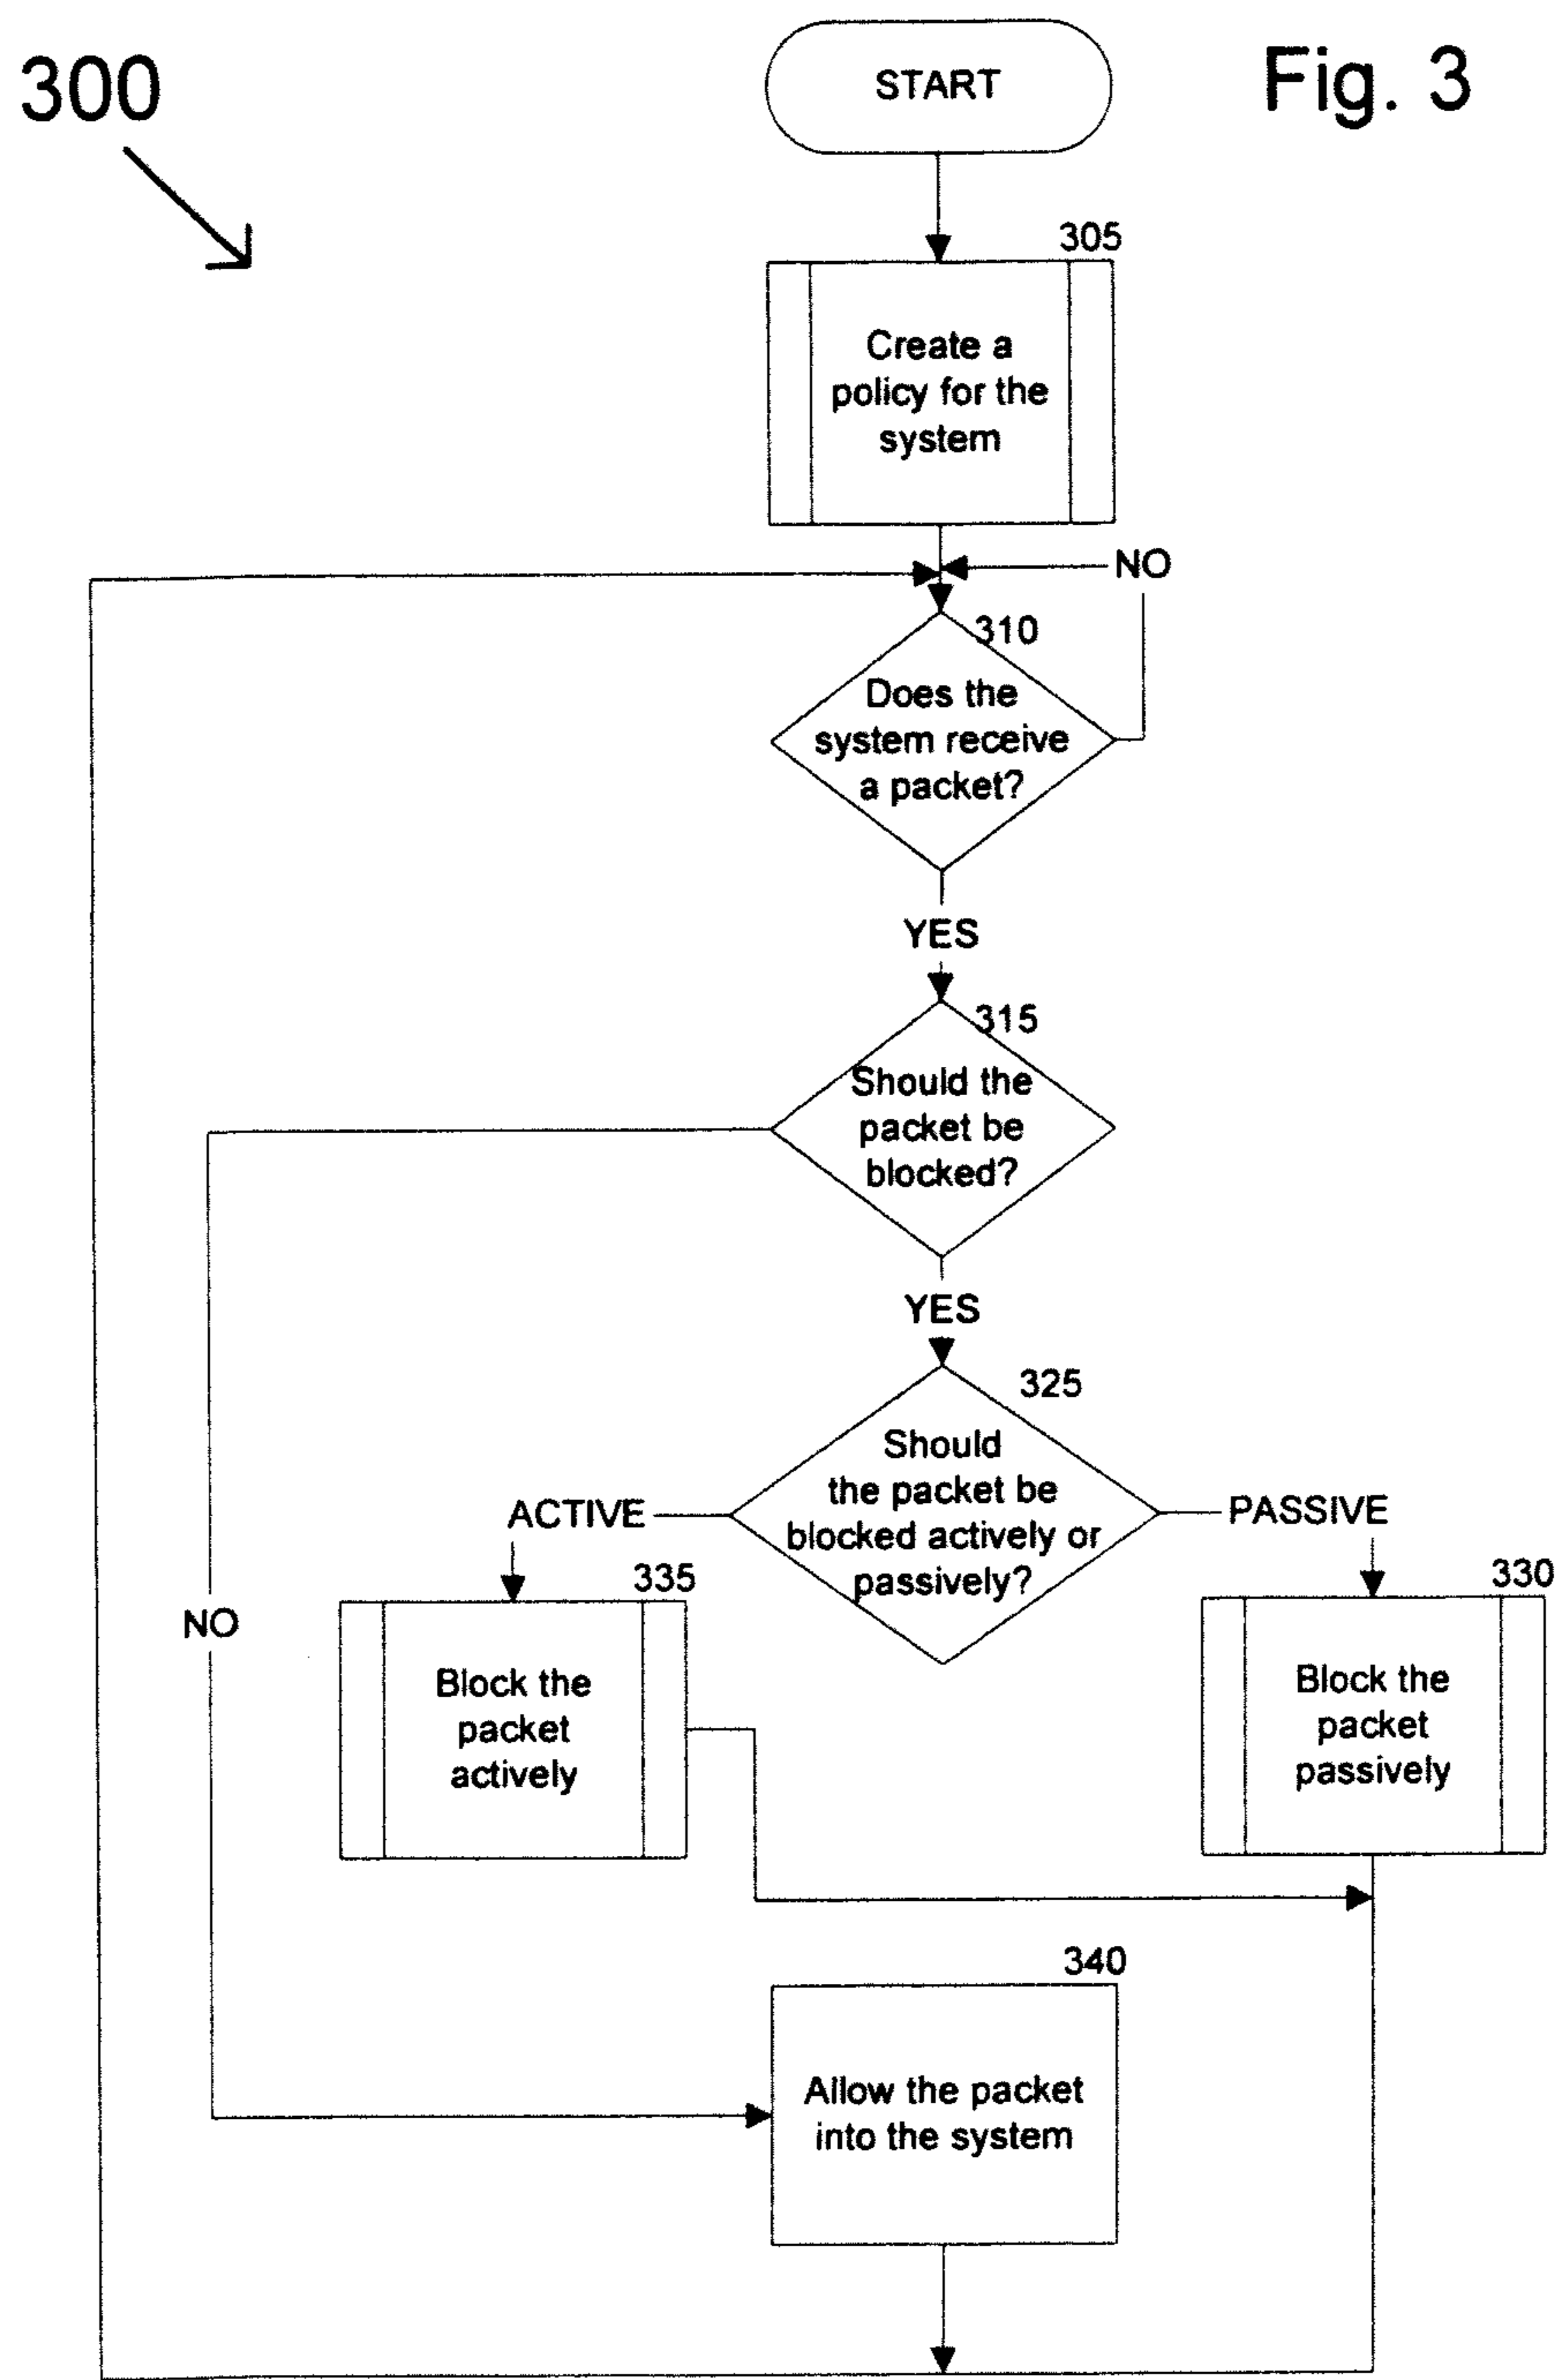 300
START
Fig. 3
305
Create a
policy for the
system
NO
310
Does the
system receive
a packet?
YES
315
Should the
packet be
blocked?
YES
325
Should
the packet be
blocked actively or
passively?
ACTIVE
PASSIVE
335
330
NO
Block the
packet
actively
Block the
packet
passively
340
Allow the packet
into the system